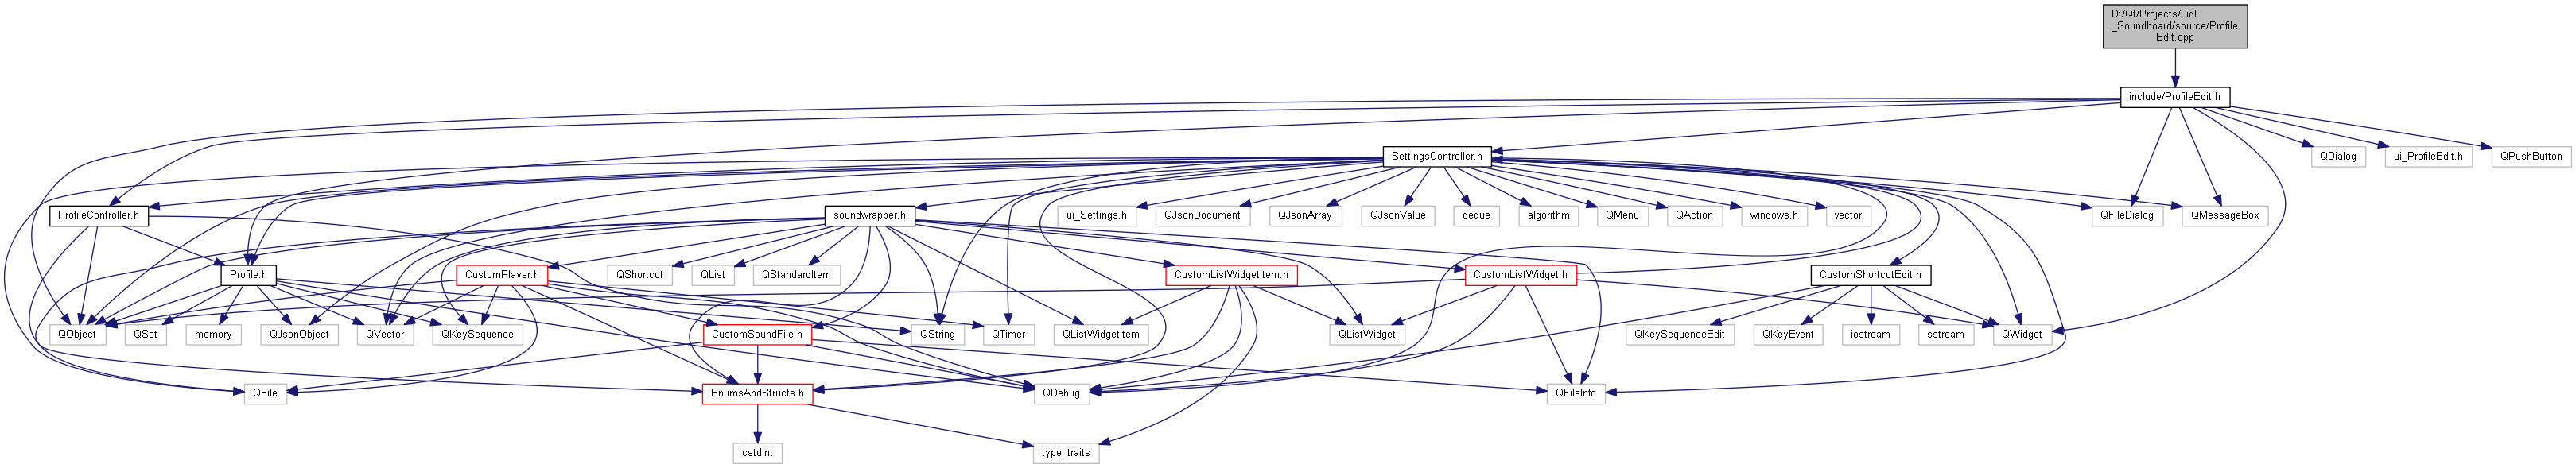 D:/Qt/Projects/Lidl
_Soundboard/source/Profile
Edit.cpp
include/ProfileEdit.h
SettingsController.h
QDialog
ui_ProfileEdit.h
QPushButton
ProfileController.h
soundwrapper.h
ui_Settings.h
QJsonDocument
QJsonArray
QJsonValue
deque
algorithm
QMenu
QAction
windows.h
vector
QFileDialog
QMessageBox
Profile.h
CustomPlayer.h
QShortcut
QList
QStandardItem
CustomListWidgetItem.h
CustomListWidget.h
CustomShortcutEdit.h
QObject
QSet
memory
QJsonObject
QVector
QKeySequence
CustomSoundFile.h
QString
QTimer
QListWidgetItem
QListWidget
QKeySequenceEdit
QKeyEvent
iostream
sstream
QWidget
QFile
EnumsAndStructs.h
QDebug
QFileInfo
cstdint
type_traits